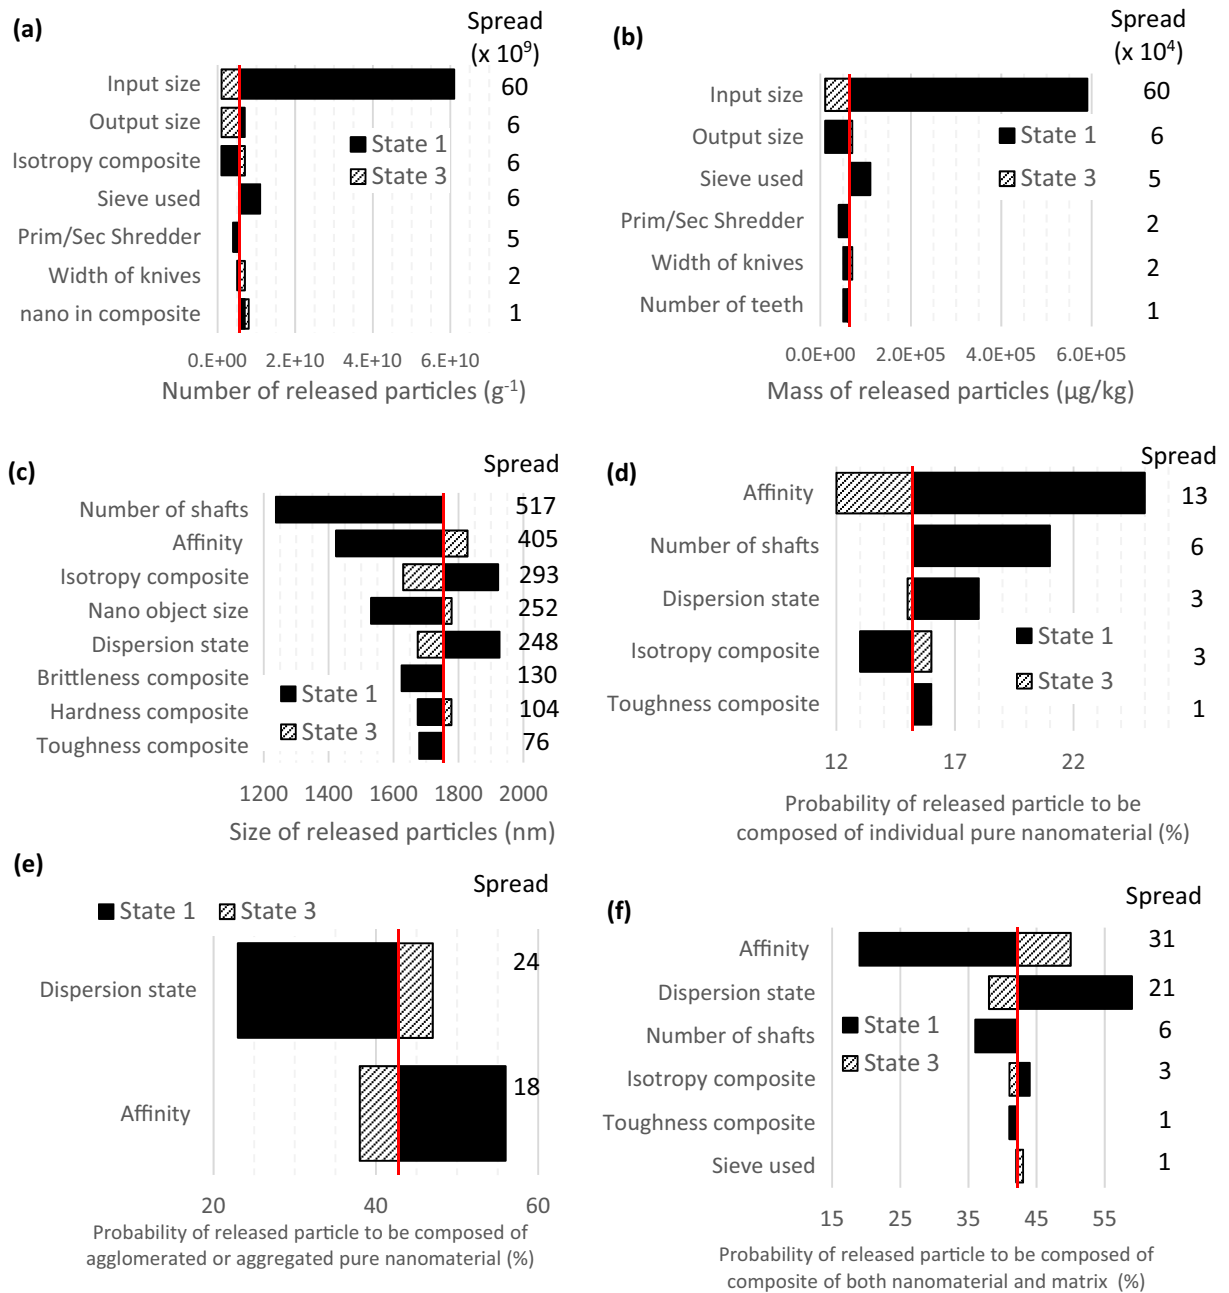 (a)
Spread
(x 10⁹)
Input size 60
Output size 6
Isotropy composite 6
Sieve used 6
Prim/Sec Shredder 5
Width of knives 2
nano in composite 1
State 1
State 3
0.E+00 2.E+10 4.E+10 6.E+10
Number of released particles (g⁻¹)
(b)
Spread
(x 10⁴)
Input size 60
Output size 6
Sieve used 5
Prim/Sec Shredder 2
Width of knives 2
Number of teeth 1
State 1
State 3
0.0E+00 2.0E+05 4.0E+05 6.0E+05
Mass of released particles (μg/kg)
(c)
Spread
Number of shafts 517
Affinity 405
Isotropy composite 293
Nano object size 252
Dispersion state 248
Brittleness composite 130
Hardness composite 104
Toughness composite 76
State 1
State 3
1200 1400 1600 1800 2000
Size of released particles (nm)
(d)
Spread
Affinity 13
Number of shafts 6
Dispersion state 3
Isotropy composite 3
Toughness composite 1
State 1
State 3
12 17 22
Probability of released particle to be
composed of individual pure nanomaterial (%)
(e)
Spread
State 1 State 3
Dispersion state 24
Affinity 18
20 40 60
Probability of released particle to be composed of
agglomerated or aggregated pure nanomaterial (%)
(f)
Spread
Affinity 31
Dispersion state 21
Number of shafts 6
Isotropy composite 3
Toughness composite 1
Sieve used 1
State 1
State 3
15 25 35 45 55
Probability of released particle to be composed of
composite of both nanomaterial and matrix (%)